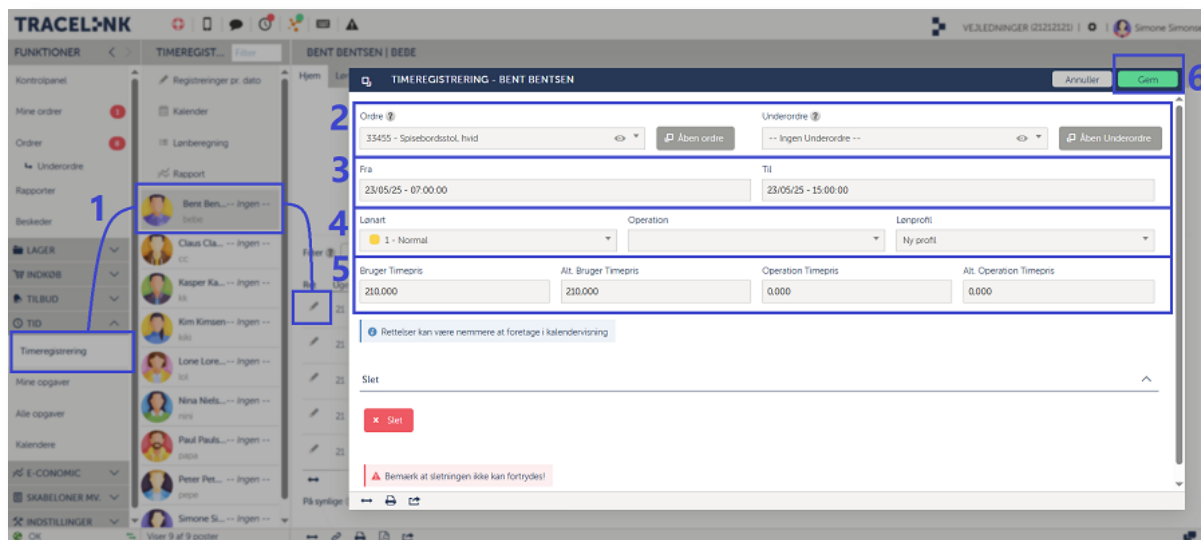 TRACELINK
VEJLEDNINGER (21212121)
Simone Simonse
FUNKTIONER
TIMEREGIST...
Filter
BENT BENTSEN | BEBE
Kontrolpanel
Mine ordrer
1
Ordrer
Underordre
Rapporter
Beskeder
LAGER
INDKØB
TILBUD
TID
Timeregistrering
Mine opgaver
Alle opgaver
Kalendere
E-CONOMIC
SKABELONER MV.
INDSTILLINGER
OK
Registreringer pr. dato
Kalender
Lønberegning
Rapport
1
Bent Ben...-- Ingen --
bebe
Claus Cla... -- Ingen --
cc
Kasper Ka... -- Ingen --
kk
Kim Kimsen-- Ingen --
kiki
Lone Lore...-- Ingen --
lol
Nina Niels...-- Ingen --
nini
Paul Pauls...-- Ingen --
papa
Peter Pet... -- Ingen --
pepe
Simone Si... -- Ingen --
Viser 9 af 9 poster
Hjem
TIMEREGISTRERING - BENT BENTSEN
Annuller
Gem
6
2
Ordre
Underordre
33455 - Spisebordsstol, hvid
Åben ordre
-- Ingen Underordre --
Åben Underordre
3
Fra
Til
23/05/25 - 07:00:00
23/05/25 - 15:00:00
4
Lønart
Operation
Lønprofil
1 - Normal
Ny profil
5
Bruger Timepris
Alt. Bruger Timepris
Operation Timepris
Alt. Operation Timepris
210.000
210.000
0.000
0.000
Rettelser kan være nemmere at foretage i kalendervisning
Slet
Slet
Bemærk at sletningen ikke kan fortrydes!
21
21
21
21
21
På synlige